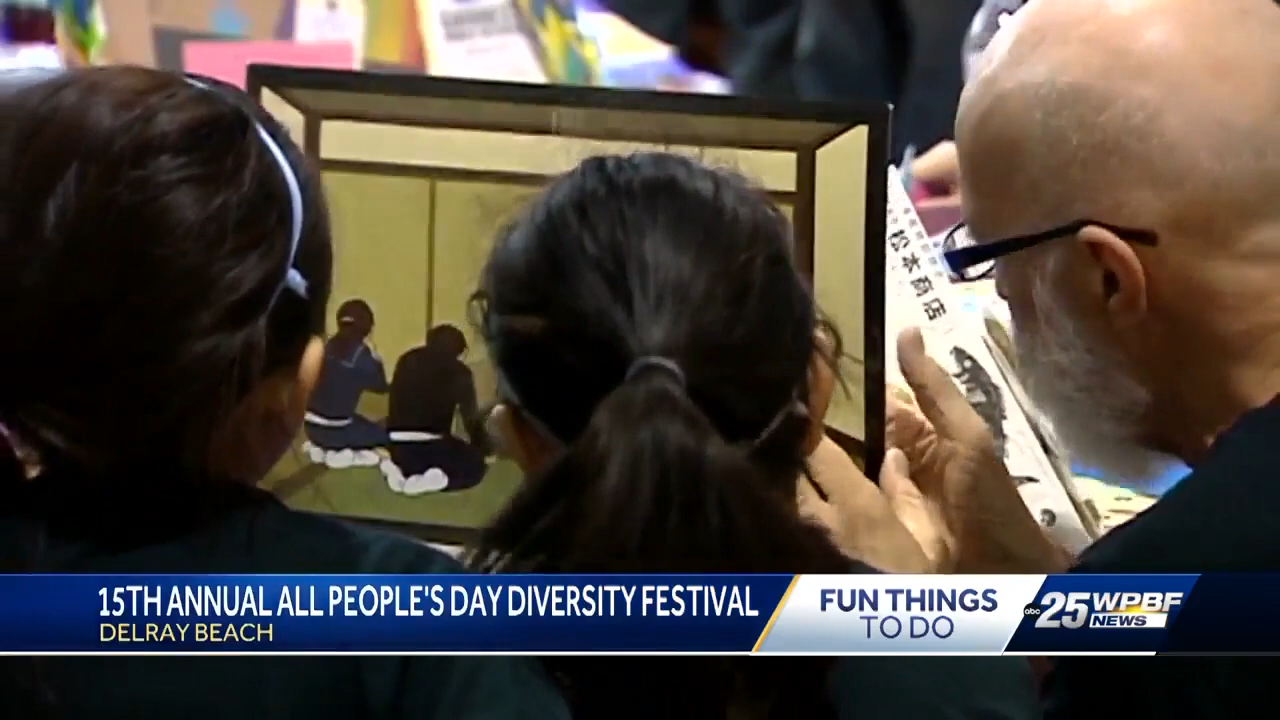 松本商店
15TH ANNUAL ALL PEOPLE'S DAY DIVERSITY FESTIVAL
DELRAY BEACH
FUN THINGS
TO DO
abc 25 WPBF
NEWS